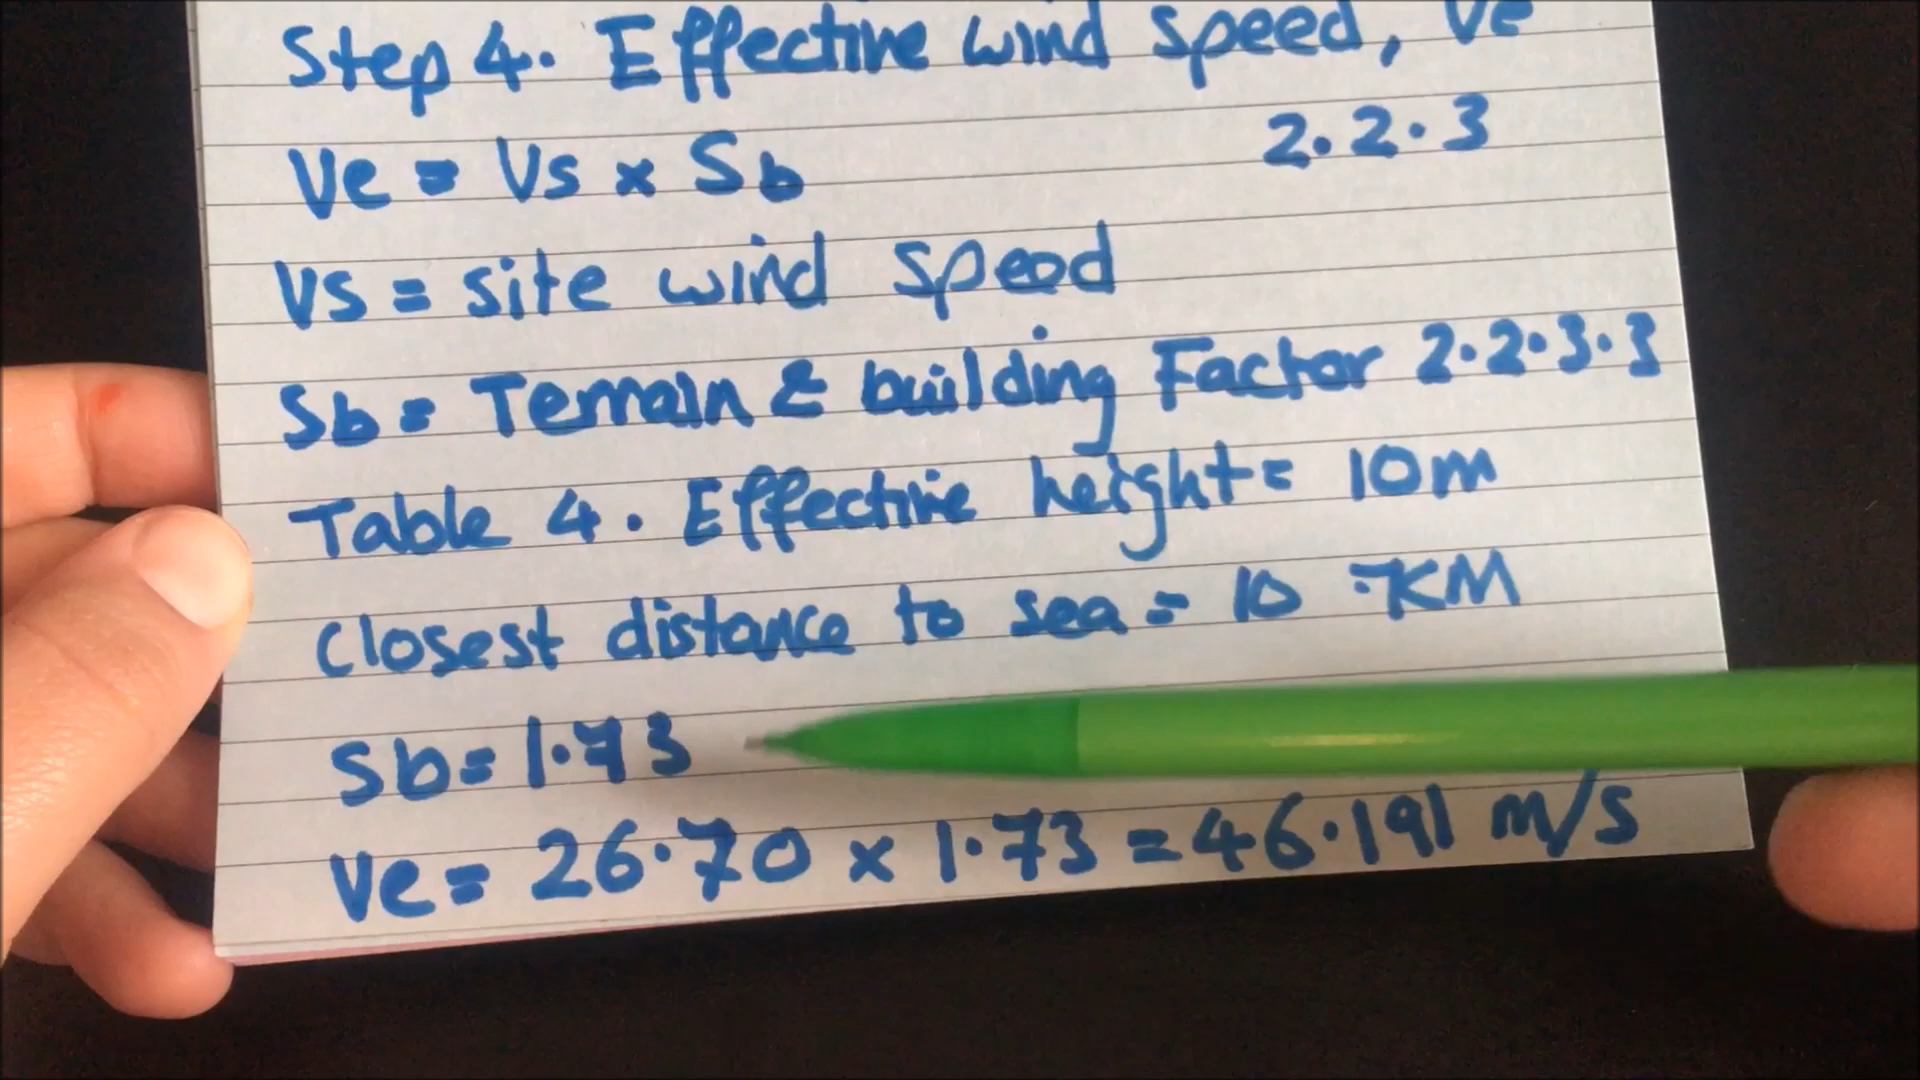 Step 4. Effective wind speed, Ve
2.2.3
Ve = Vs x Sb
Vs = site wind speed
Sb = Terrain & building Factor 2.2.3.3
Table 4. Effective height = 10m
Closest distance to sea = 10 KM
Sb = 1.73
Ve = 26.70 x 1.73 = 46.191 m/s